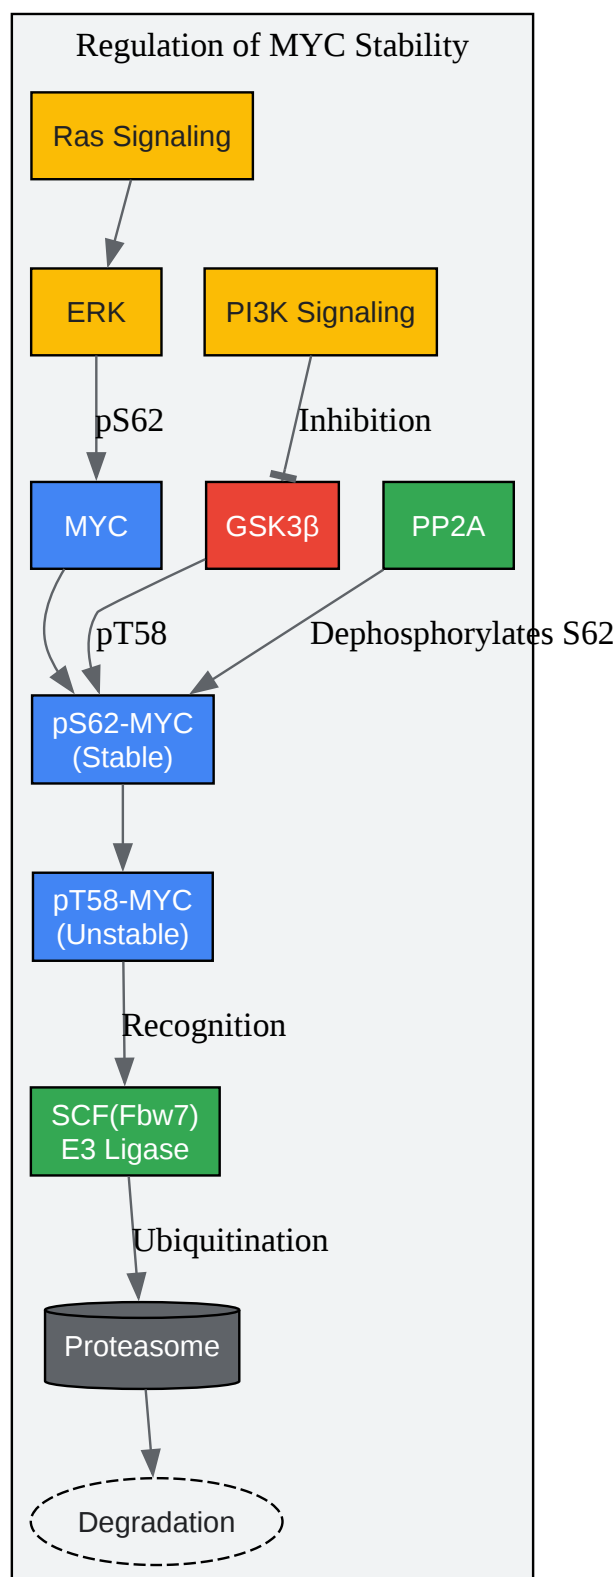 Regulation of MYC Stability
Ras Signaling
ERK
PI3K Signaling
pS62
Inhibition
MYC
GSK3β
PP2A
pT58
Dephosphorylates S62
pS62-MYC
(Stable)
pT58-MYC
(Unstable)
Recognition
SCF(Fbw7)
E3 Ligase
Ubiquitination
Proteasome
Degradation